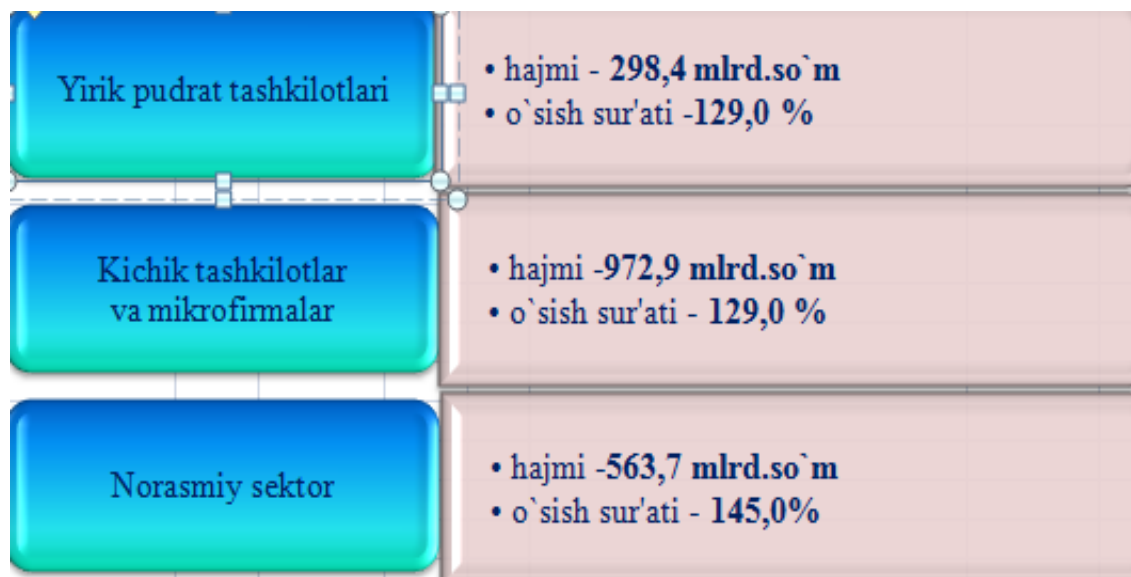 Yirik pudrat tashkilotlari
• hajmi - 298,4 mlrd.so`m
• o`sish sur'ati -129,0 %
Kichik tashkilotlar
va mikrofirmalar
• hajmi -972,9 mlrd.so`m
• o`sish sur'ati - 129,0 %
Norasmiy sektor
• hajmi -563,7 mlrd.so`m
• o`sish sur'ati - 145,0%